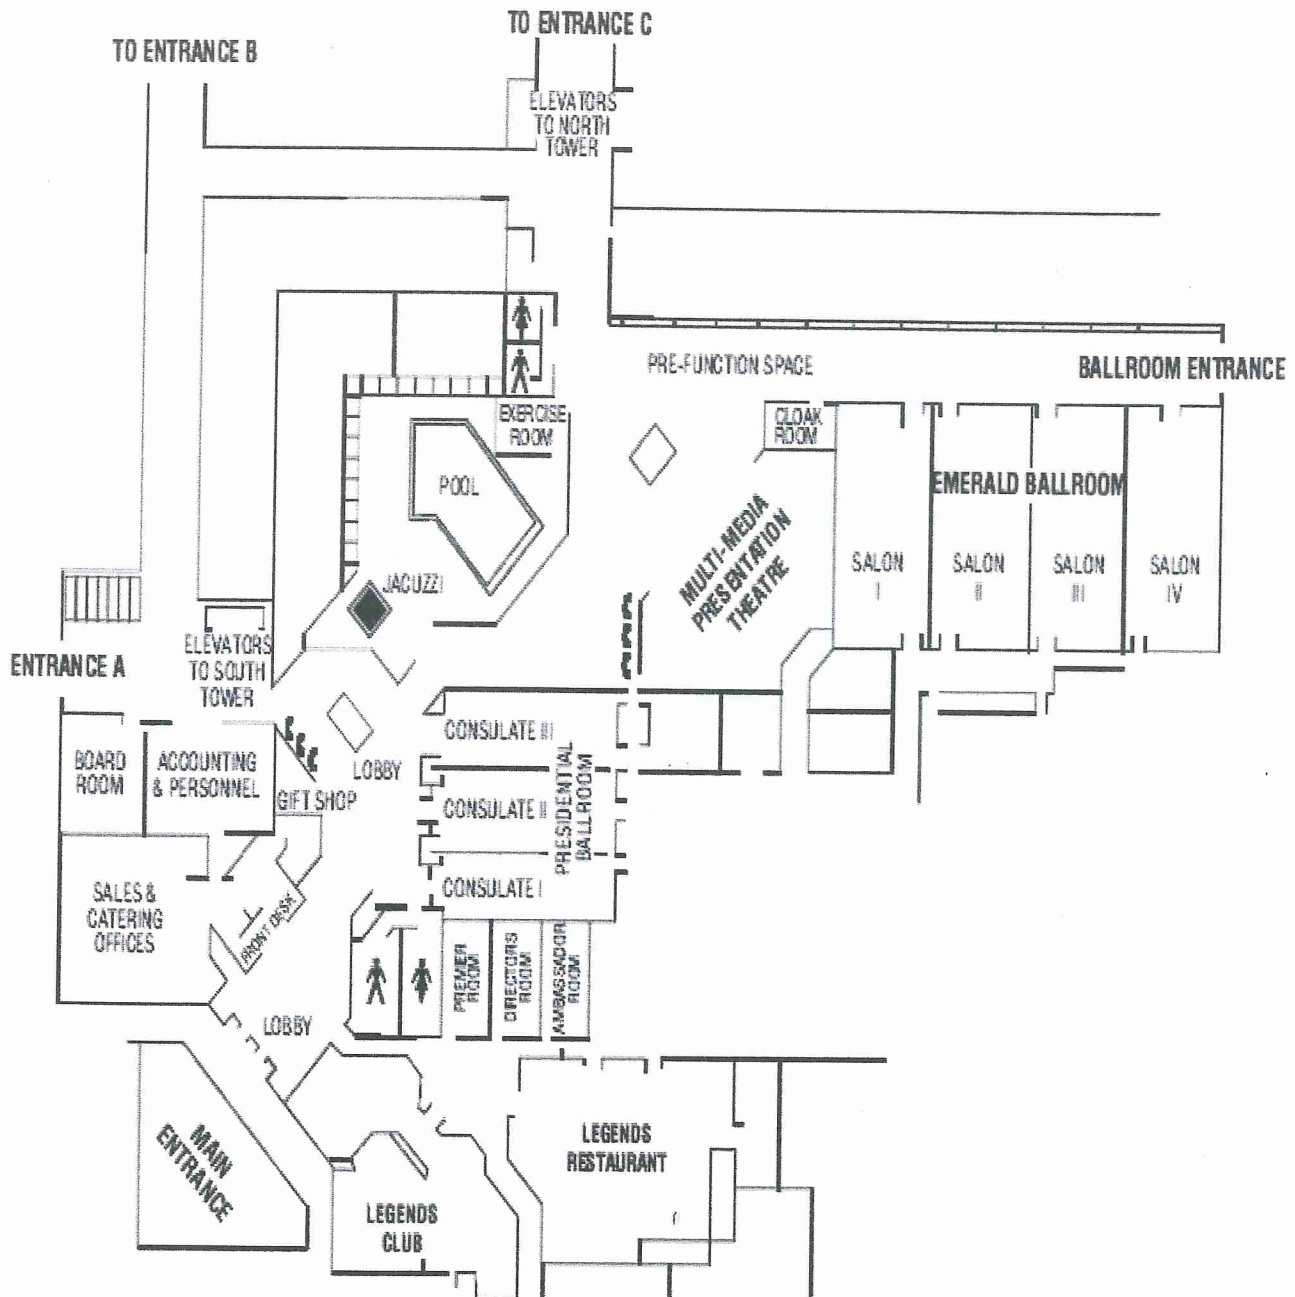 TO ENTRANCE C
TO ENTRANCE B
ELEVATORS
TO NORTH
TOWER
PRE-FUNCTION SPACE
BALLROOM ENTRANCE
EXERCISE
ROOM
CLOAK
ROOM
POOL
EMERALD BALLROOM
MULTI-MEDIA
PRESENTATION
THEATRE
SALON
I
SALON
II
SALON
III
SALON
IV
JACUZZI
ENTRANCE A
ELEVATORS
TO SOUTH
TOWER
CONSULATE III
BOARD
ROOM
ACCOUNTING
& PERSONNEL
LOBBY
GIFT SHOP
CONSULATE II
PRESIDENTIAL
BALLROOM
CONSULATE I
SALES &
CATERING
OFFICES
FRONT DESK
PREMIER
ROOM
DIRECTORS
ROOM
AMBASSADOR
ROOM
LOBBY
MAIN
ENTRANCE
LEGENDS
RESTAURANT
LEGENDS
CLUB